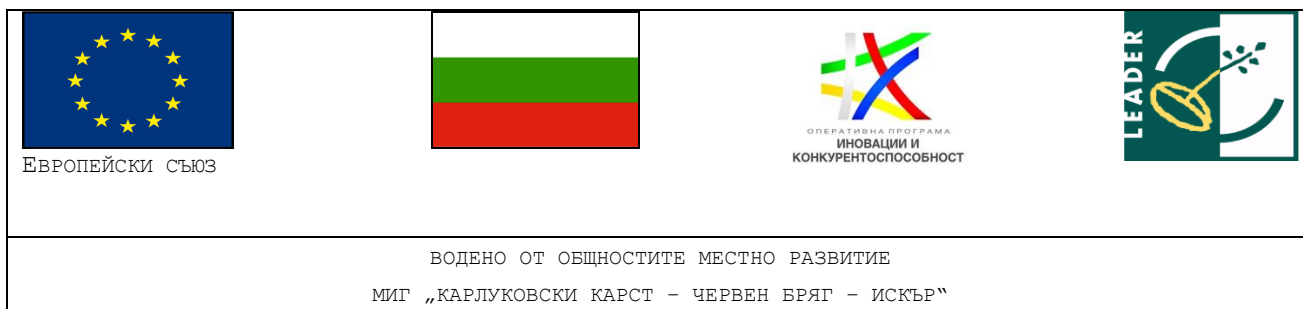 ЕВРОПЕЙСКИ СЪЮЗ
ОПЕРАТИВНА ПРОГРАМА
ИНОВАЦИИ И
КОНКУРЕНТОСПОСОБНОСТ
LEADER
ВОДЕНО ОТ ОБЩНОСТИТЕ МЕСТНО РАЗВИТИЕ
МИГ „КАРЛУКОВСКИ КАРСТ – ЧЕРВЕН БРЯГ – ИСКЪР“